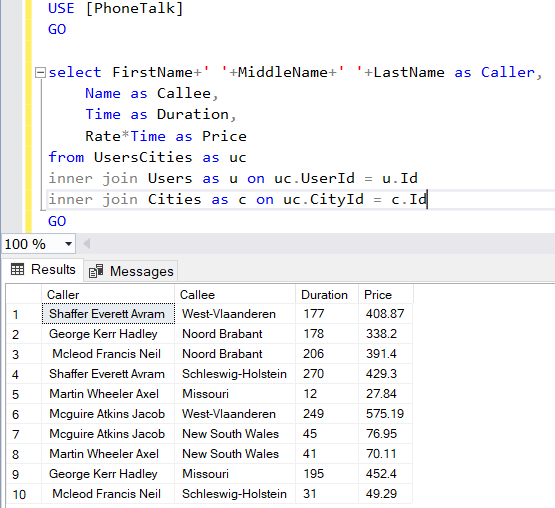 USE [PhoneTalk]
GO
select FirstName+' '+MiddleName+' '+LastName as Caller,
Name as Callee,
Time as Duration,
Rate*Time as Price
from UsersCities as uc
inner join Users as u on uc.UserId = u.Id
inner join Cities as c on uc.CityId = c.Id
GO
100 %
Results Messages
Caller Callee Duration Price
1 Shaffer Everett Avram West-Vlaanderen 177 408.87
2 George Kerr Hadley Noord Brabant 178 338.2
3 Mcleod Francis Neil Noord Brabant 206 391.4
4 Shaffer Everett Avram Schleswig-Holstein 270 429.3
5 Martin Wheeler Axel Missouri 12 27.84
6 Mcguire Atkins Jacob West-Vlaanderen 249 575.19
7 Mcguire Atkins Jacob New South Wales 45 76.95
8 Martin Wheeler Axel New South Wales 41 70.11
9 George Kerr Hadley Missouri 195 452.4
10 Mcleod Francis Neil Schleswig-Holstein 31 49.29